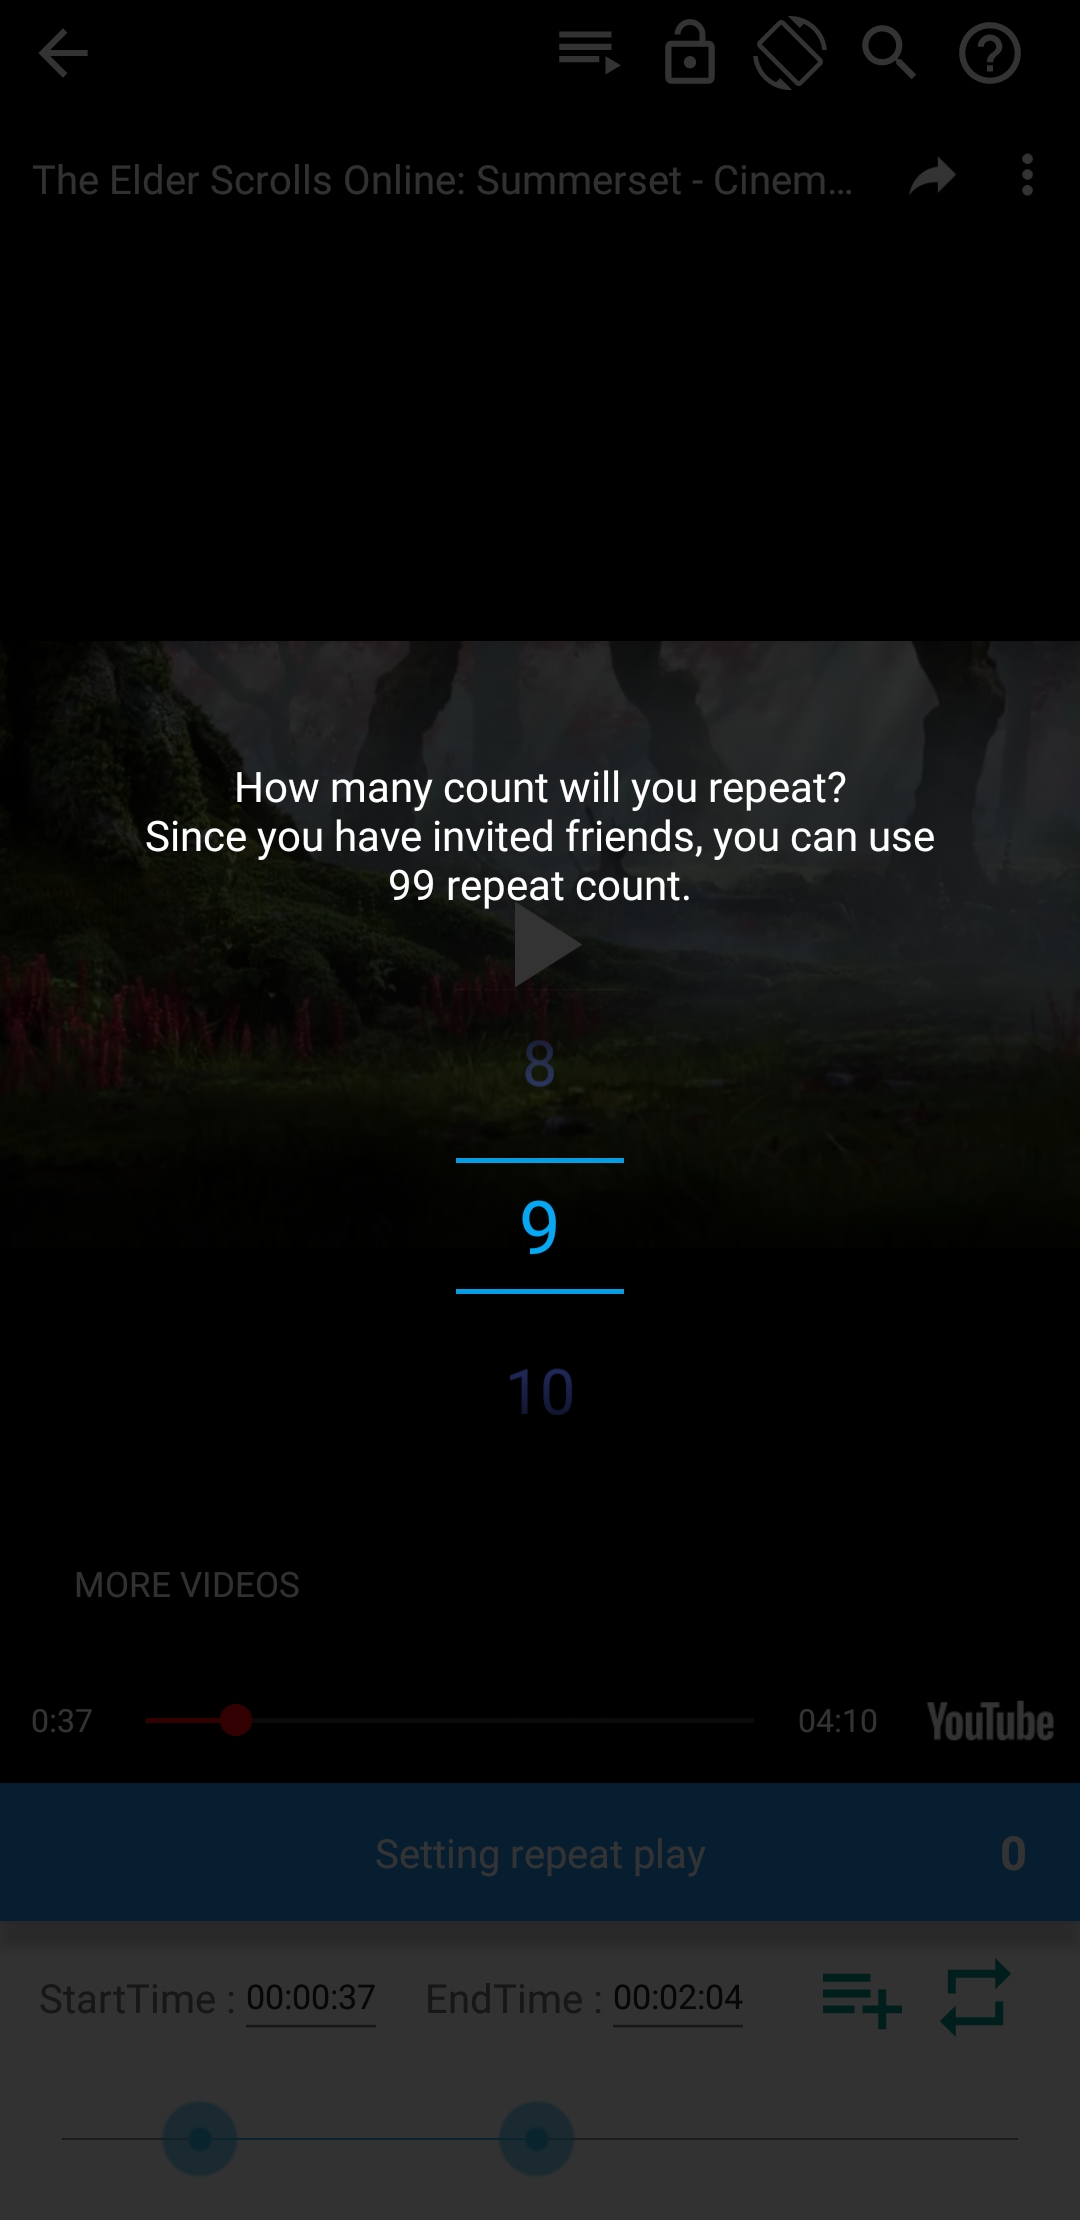 The Elder Scrolls Online: Summerset - Cinem...
How many count will you repeat?
Since you have invited friends, you can use
99 repeat count.
8
9
10
MORE VIDEOS
0:37 04:10 YouTube
Setting repeat play 0
StartTime : 00:00:37 EndTime : 00:02:04